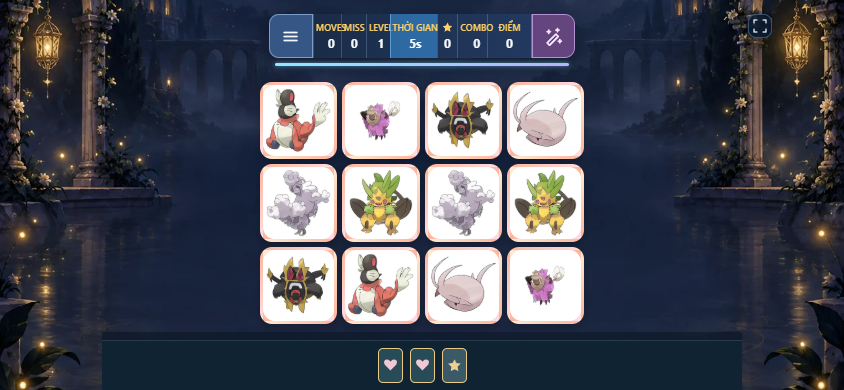 MOVES MISS LEVEL THỜI GIAN ★ COMBO ĐIỂM
0 0 1 5s 0 0 0